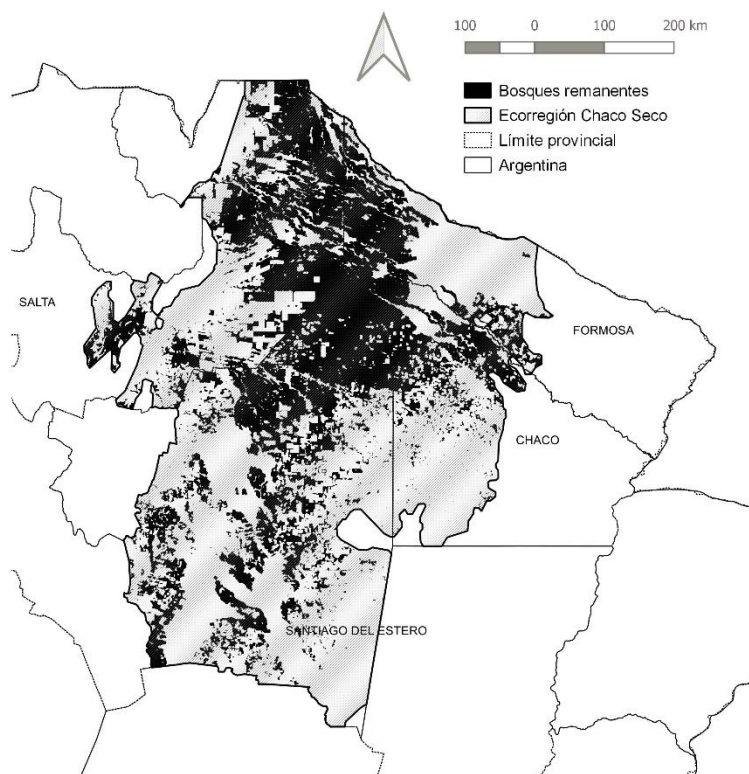 100 0 100 200 km
Bosques remanentes
Ecorregión Chaco Seco
Límite provincial
Argentina
SALTA
FORMOSA
CHACO
SANTIAGO DEL ESTERO